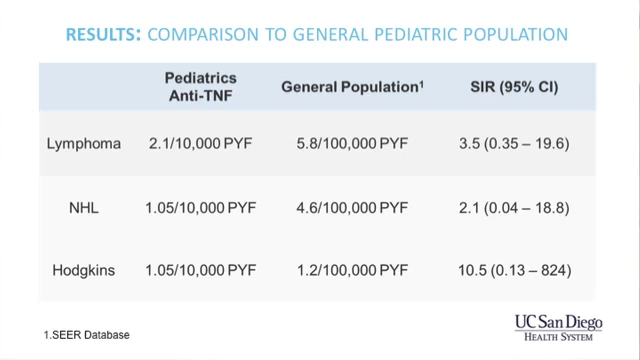 RESULTS: COMPARISON TO GENERAL PEDIATRIC POPULATION
Pediatrics
Anti-TNF
General Population¹
SIR (95% CI)
Lymphoma 2.1/10,000 PYF 5.8/100,000 PYF 3.5 (0.35 – 19.6)
NHL 1.05/10,000 PYF 4.6/100,000 PYF 2.1 (0.04 – 18.8)
Hodgkins 1.05/10,000 PYF 1.2/100,000 PYF 10.5 (0.13 – 824)
1.SEER Database
UC San Diego
HEALTH SYSTEM